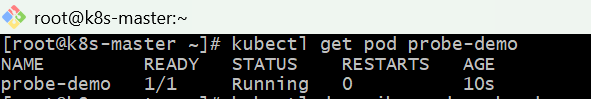 root@k8s-master:~
[root@k8s-master ~]# kubectl get pod probe-demo
NAME READY STATUS RESTARTS AGE
probe-demo 1/1 Running 0 10s